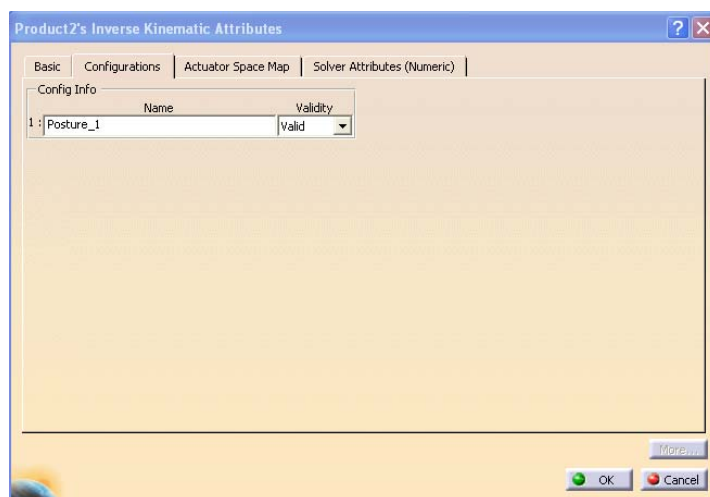 Product2's Inverse Kinematic Attributes
Basic Configurations Actuator Space Map Solver Attributes (Numeric)
Config Info
Name Validity
1 : Posture_1 Valid
More...
OK Cancel